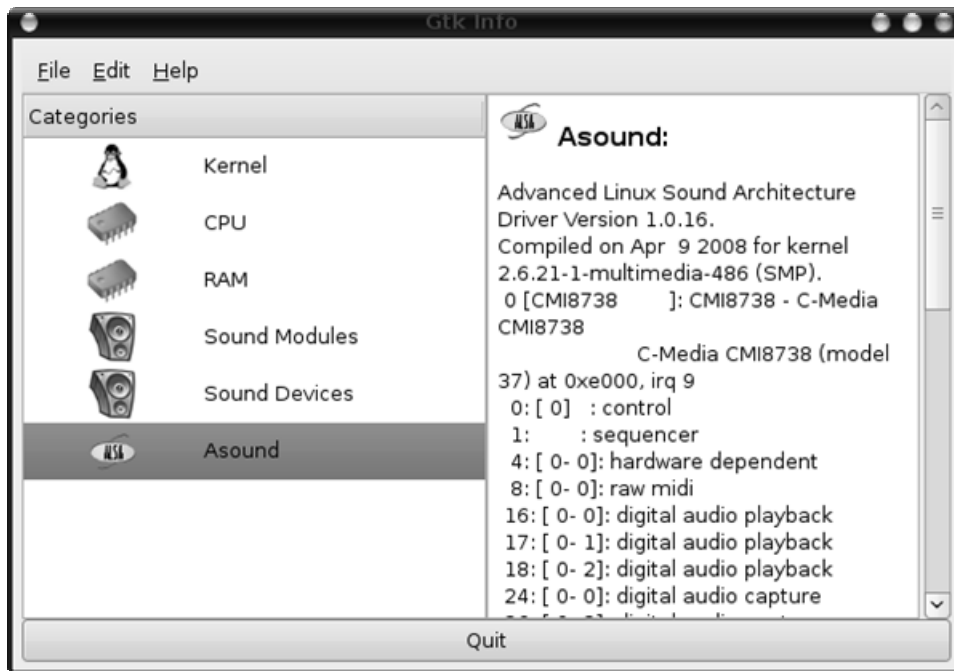 Gtk Info
File Edit Help
Categories
Kernel
CPU
RAM
Sound Modules
Sound Devices
ALSA Asound
ALSA Asound:
Advanced Linux Sound Architecture
Driver Version 1.0.16.
Compiled on Apr  9 2008 for kernel
2.6.21-1-multimedia-486 (SMP).
0 [CMI8738        ]: CMI8738 - C-Media
CMI8738
C-Media CMI8738 (model
37) at 0xe000, irq 9
0: [ 0]   : control
1:        : sequencer
4: [ 0- 0]: hardware dependent
8: [ 0- 0]: raw midi
16: [ 0- 0]: digital audio playback
17: [ 0- 1]: digital audio playback
18: [ 0- 2]: digital audio playback
24: [ 0- 0]: digital audio capture
Quit